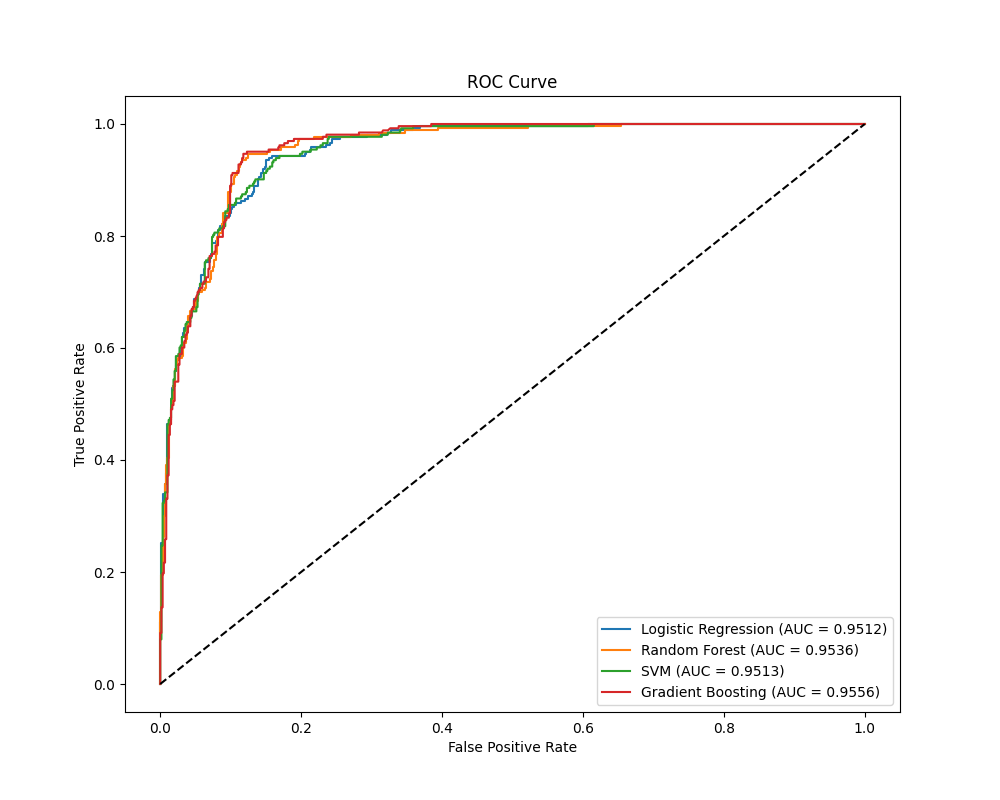 ROC Curve
True Positive Rate
1.0
0.8
0.6
0.4
0.2
0.0
Logistic Regression (AUC = 0.9512)
Random Forest (AUC = 0.9536)
SVM (AUC = 0.9513)
Gradient Boosting (AUC = 0.9556)
0.0 0.2 0.4 0.6 0.8 1.0
False Positive Rate